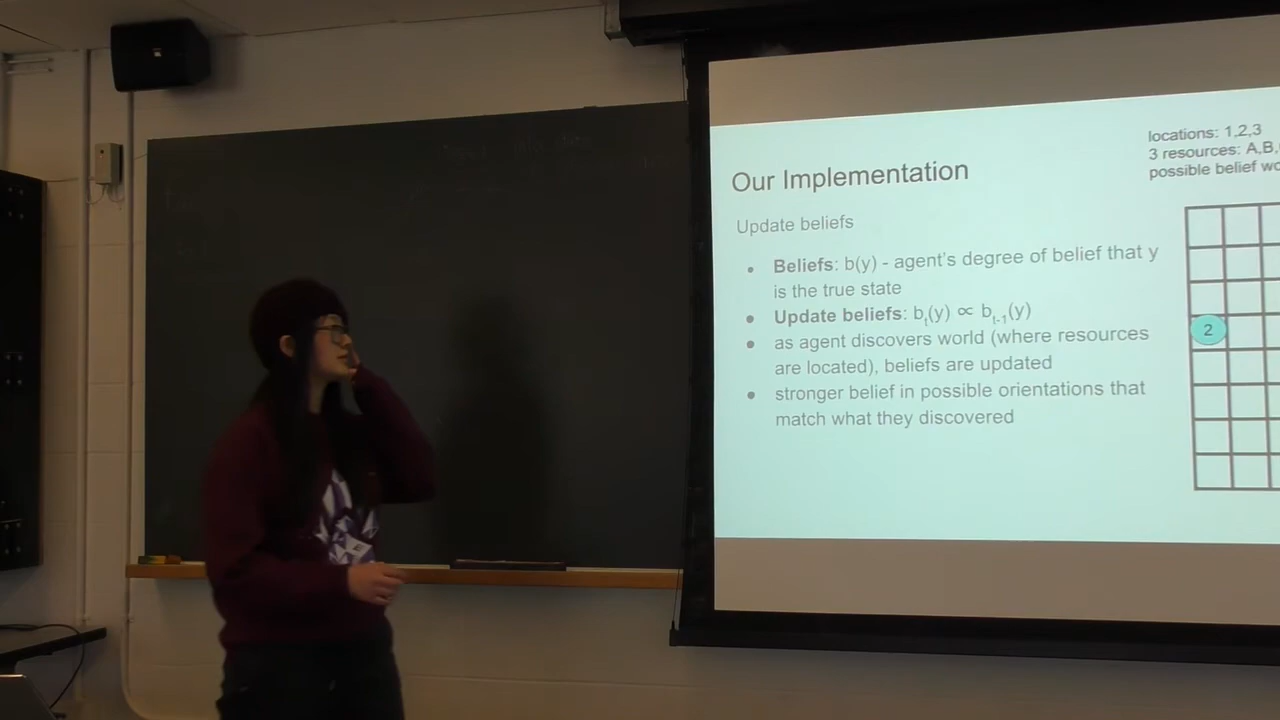 locations: 1,2,3
3 resources: A,B,
possible belief
Our Implementation
Update beliefs
• Beliefs: b(y) - agent's degree of belief that y
is the true state
• Update beliefs: bₜ(y) ∝ bₜ₋₁(y)
• as agent discovers world (where resources
are located), beliefs are updated
• stronger belief in possible orientations that
match what they discovered
2